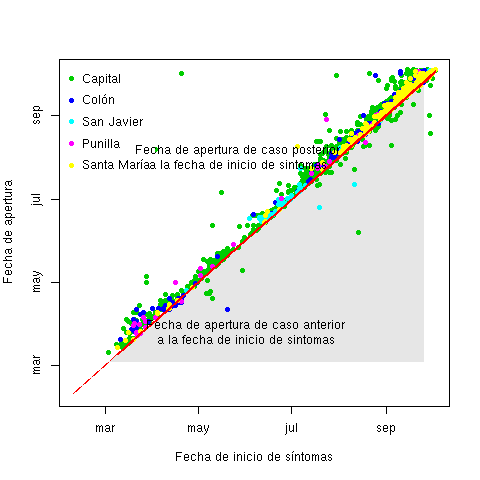 Capital
Colón
San Javier
Punilla
Santa María
Fecha de apertura de caso posterior
a la fecha de inicio de síntomas
Fecha de apertura de caso anterior
a la fecha de inicio de síntomas
sep
jul
may
mar
Fecha de apertura
mar
may
jul
sep
Fecha de inicio de síntomas